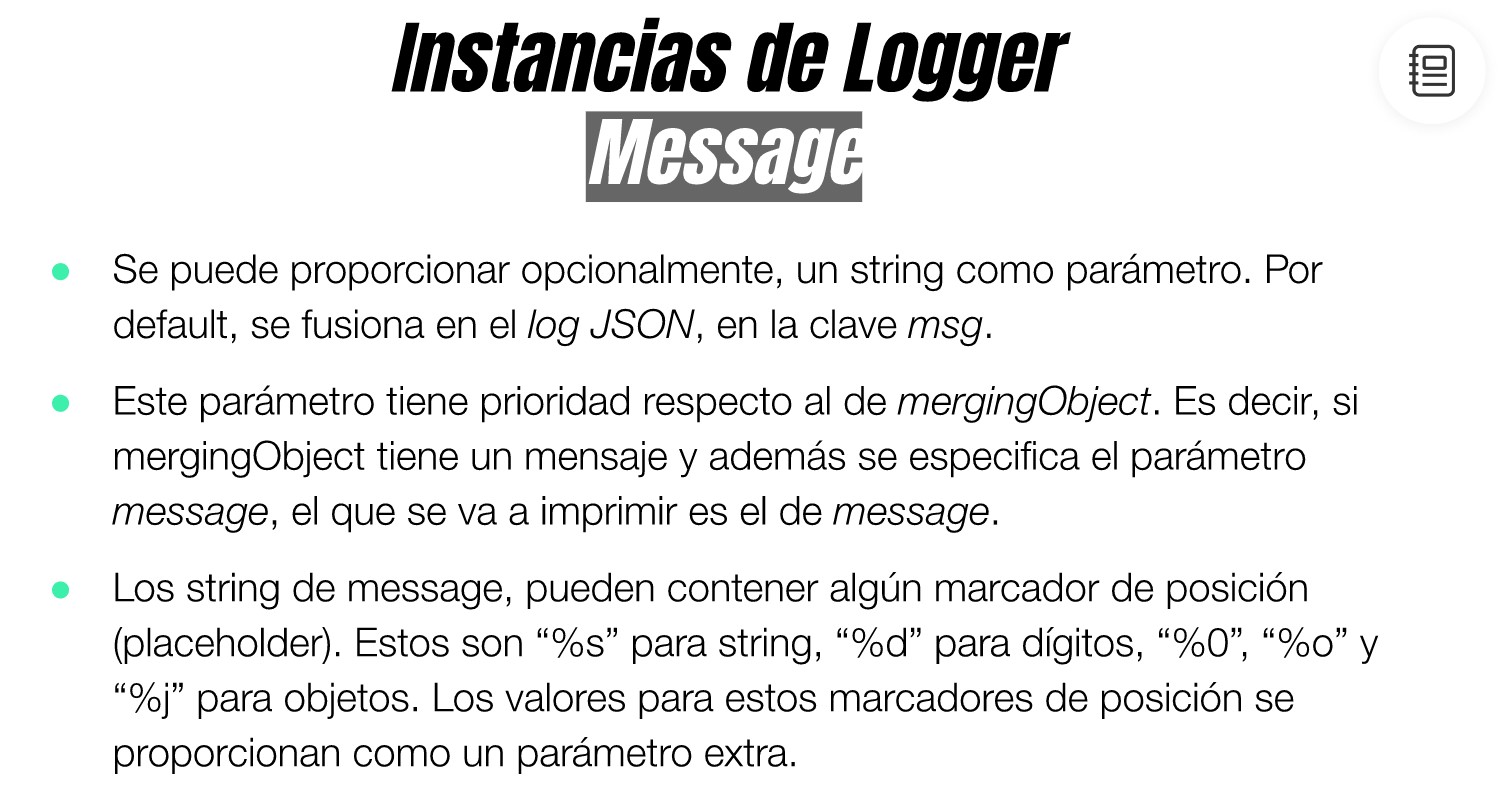 Instancias de Logger
Message
Se puede proporcionar opcionalmente, un string como parámetro. Por
default, se fusiona en el log JSON, en la clave msg.
Este parámetro tiene prioridad respecto al de mergingObject. Es decir, si
mergingObject tiene un mensaje y además se especifica el parámetro
message, el que se va a imprimir es el de message.
Los string de message, pueden contener algún marcador de posición
(placeholder). Estos son “%s” para string, “%d” para dígitos, “%0”, “%o” y
“%j” para objetos. Los valores para estos marcadores de posición se
proporcionan como un parámetro extra.